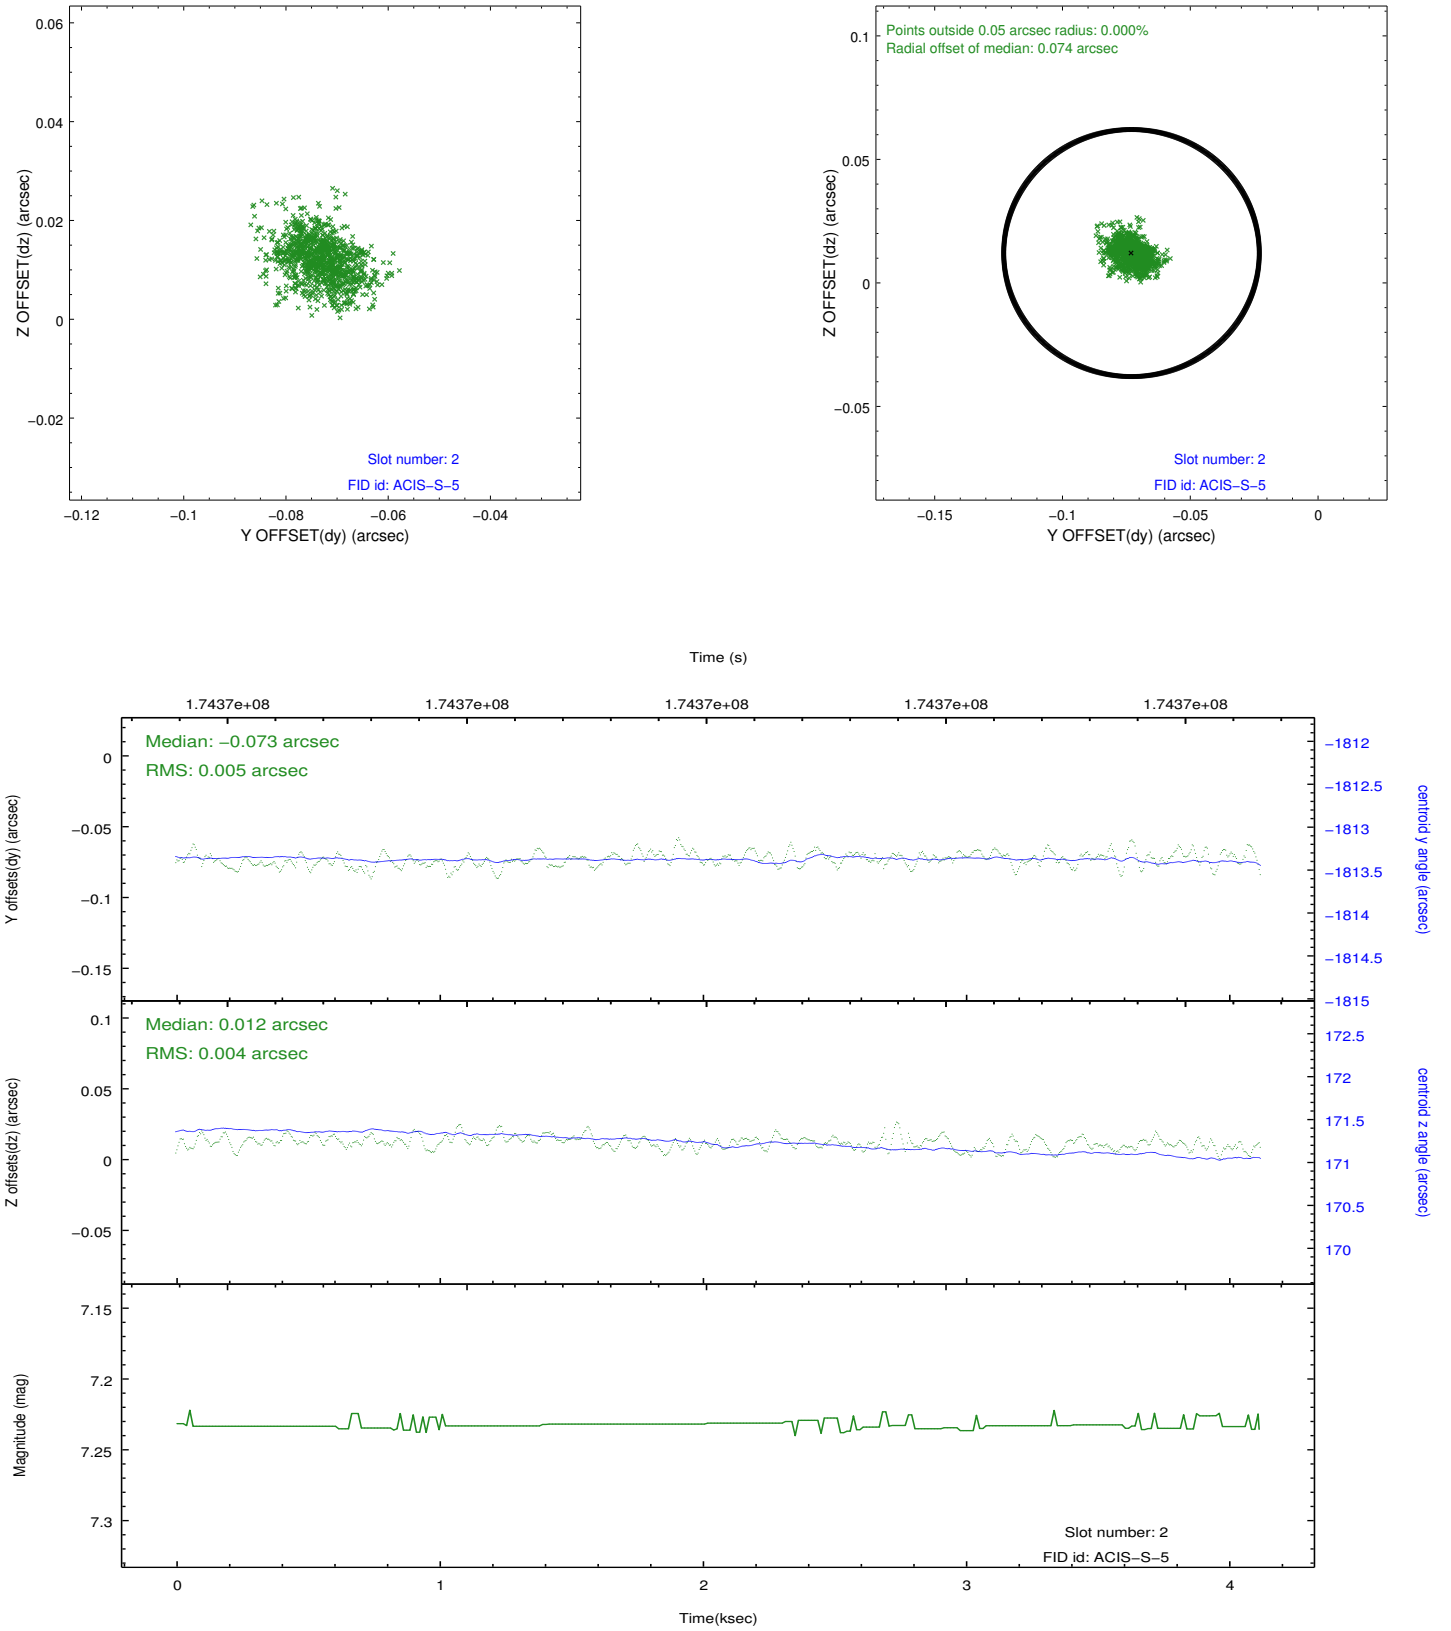 0.06
0.04
0.02
0
−0.02
Z OFFSET(dz) (arcsec)
Slot number: 2
FID id: ACIS−S−5
−0.12
−0.1
−0.08
−0.06
−0.04
Y OFFSET(dy) (arcsec)
Points outside 0.05 arcsec radius: 0.000%
Radial offset of median: 0.074 arcsec
0.1
0.05
0
−0.05
Z OFFSET(dz) (arcsec)
Slot number: 2
FID id: ACIS−S−5
−0.15
−0.1
−0.05
0
Y OFFSET(dy) (arcsec)
Time (s)
1.7437e+08
1.7437e+08
1.7437e+08
1.7437e+08
1.7437e+08
Median: −0.073 arcsec
RMS: 0.005 arcsec
0
−0.05
−0.1
−0.15
Y offsets(dy) (arcsec)
−1812
−1812.5
−1813
−1813.5
−1814
−1814.5
−1815
centroid y angle (arcsec)
Median: 0.012 arcsec
RMS: 0.004 arcsec
0.1
0.05
0
−0.05
Z offsets(dz) (arcsec)
172.5
172
171.5
171
170.5
170
centroid z angle (arcsec)
7.15
7.2
7.25
7.3
Magnitude (mag)
Slot number: 2
FID id: ACIS−S−5
0
1
2
3
4
Time(ksec)